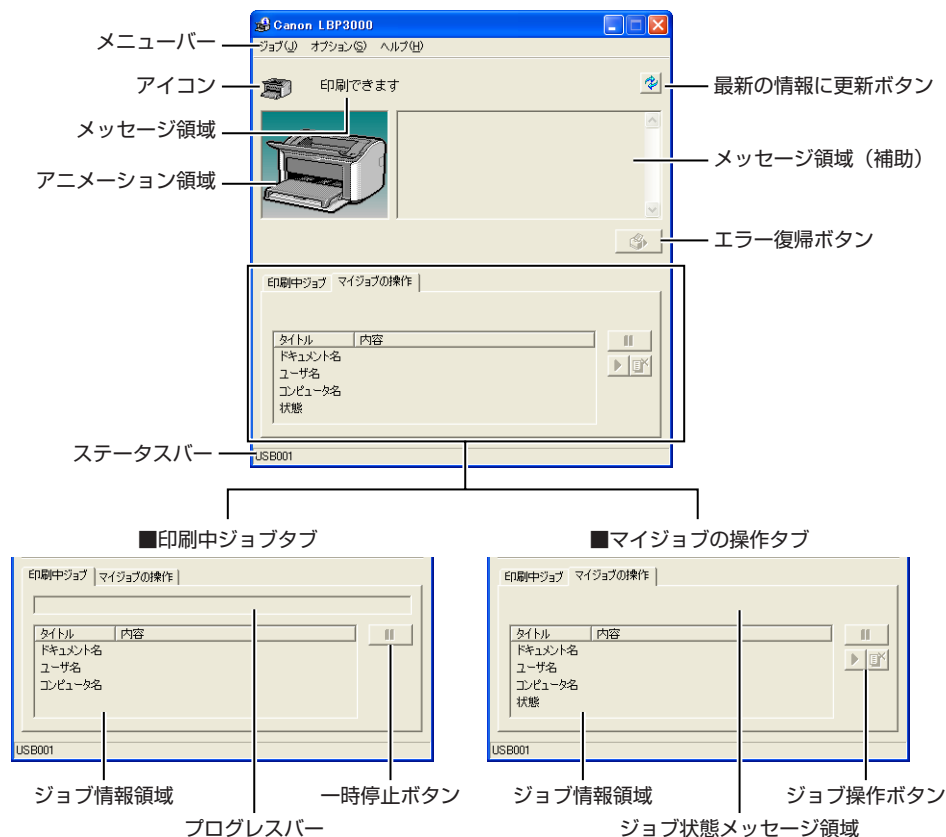 Canon LBP3000
メニューバー
ジョブ(J) オプション(S) ヘルプ(H)
アイコン
印刷できます
最新の情報に更新ボタン
メッセージ領域
メッセージ領域（補助）
アニメーション領域
エラー復帰ボタン
印刷中ジョブ マイジョブの操作
タイトル 内容
ドキュメント名
ユーザ名
コンピュータ名
状態
ステータスバー
USB001
■印刷中ジョブタブ
印刷中ジョブ マイジョブの操作
タイトル 内容
ドキュメント名
ユーザ名
コンピュータ名
USB001
ジョブ情報領域
一時停止ボタン
プログレスバー
■マイジョブの操作タブ
印刷中ジョブ マイジョブの操作
タイトル 内容
ドキュメント名
ユーザ名
コンピュータ名
状態
USB001
ジョブ情報領域
ジョブ操作ボタン
ジョブ状態メッセージ領域